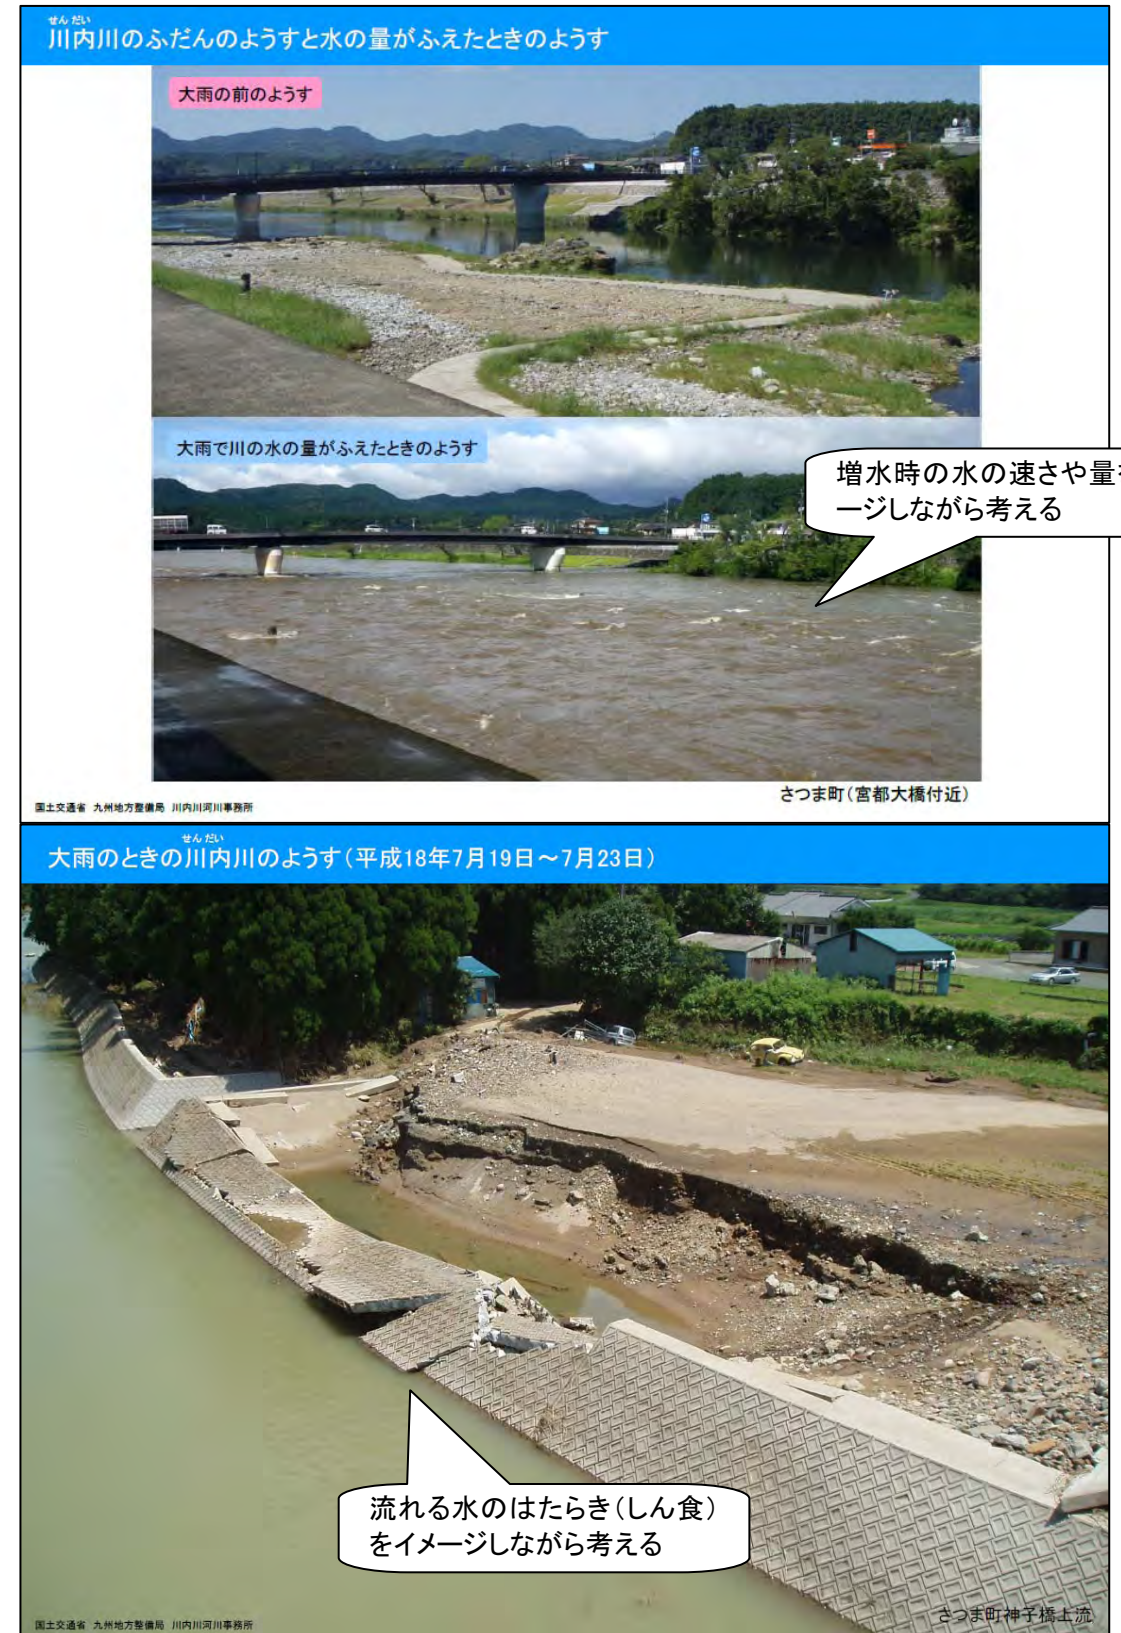 せんだい
川内川のふだんのようすと水の量がふえたときのようす
大雨の前のようす
大雨で川の水の量がふえたときのようす
増水時の水の速さや量
ージしながら考える
さつま町（宮都大橋付近）
国土交通省 九州地方整備局 川内川河川事務所
せんだい
大雨のときの川内川のようす（平成18年7月19日～7月23日）
流れる水のはたらき（しん食）
をイメージしながら考える
さつま町神子橋上流
国土交通省 九州地方整備局 川内川河川事務所